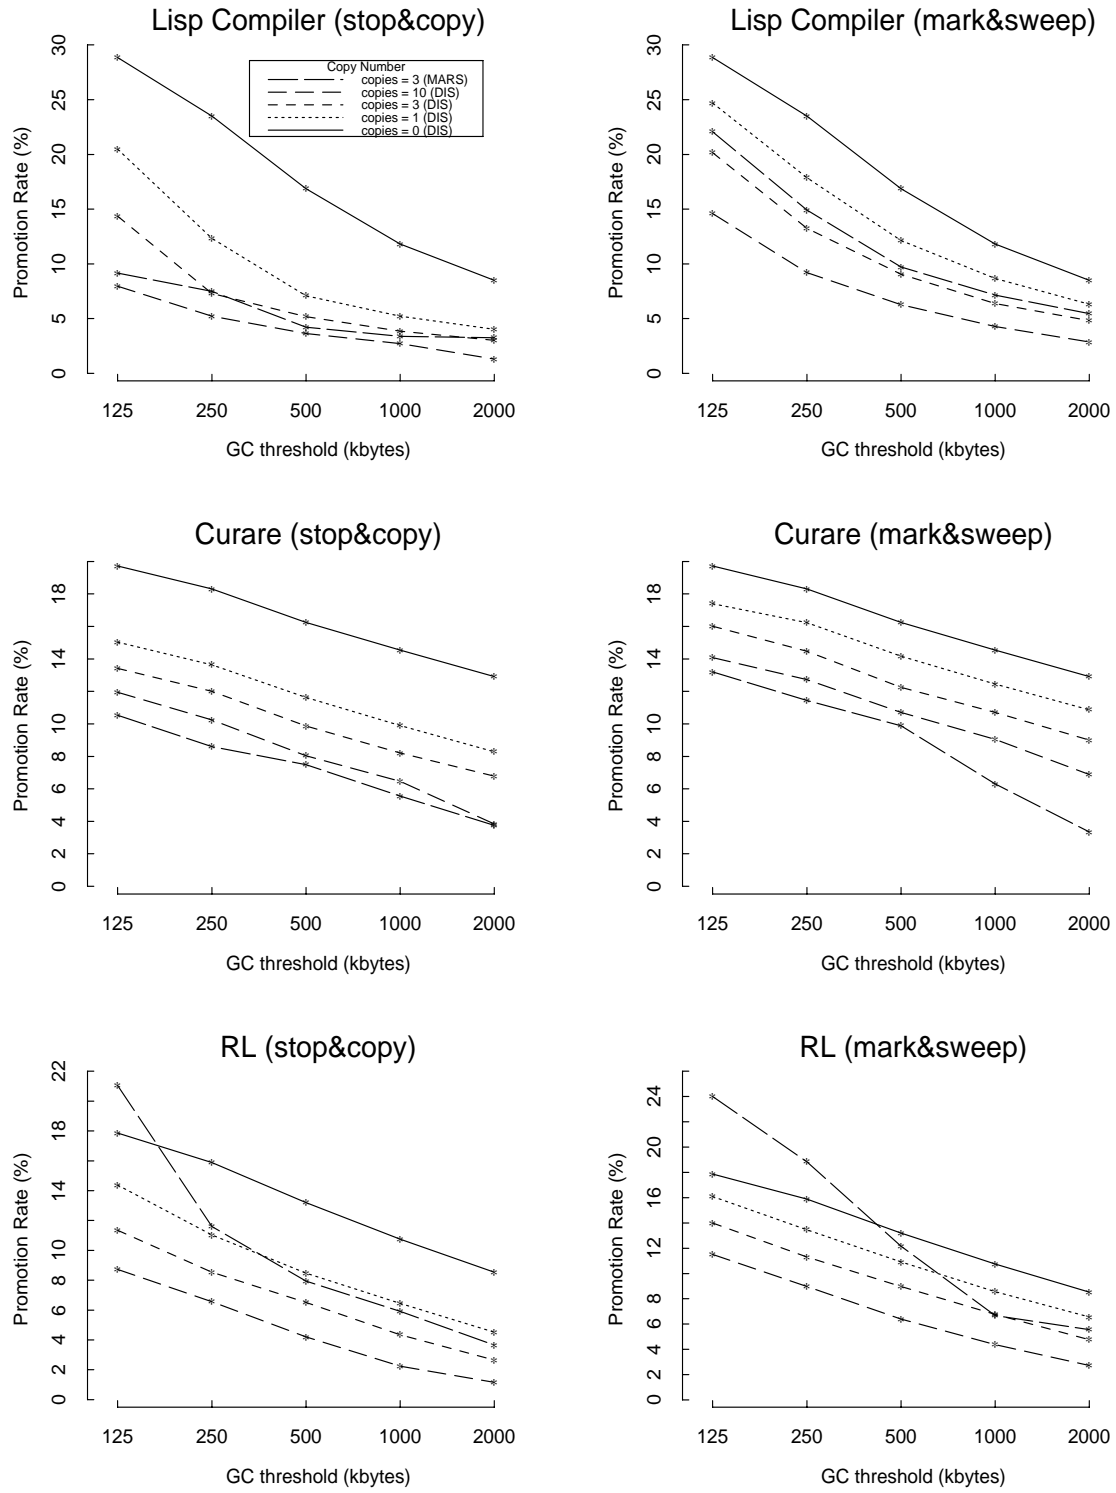 Lisp Compiler (stop&copy)
Promotion Rate (%)
30
25
20
15
10
5
0
Copy Number
copies = 3 (MARS)
copies = 10 (DIS)
copies = 3 (DIS)
copies = 1 (DIS)
copies = 0 (DIS)
125 250 500 1000 2000
GC threshold (kbytes)
Lisp Compiler (mark&sweep)
Promotion Rate (%)
30
25
20
15
10
5
0
125 250 500 1000 2000
GC threshold (kbytes)
Curare (stop&copy)
Promotion Rate (%)
18
14
10
8
6
4
2
0
125 250 500 1000 2000
GC threshold (kbytes)
Curare (mark&sweep)
Promotion Rate (%)
18
14
10
8
6
4
2
0
125 250 500 1000 2000
GC threshold (kbytes)
RL (stop&copy)
Promotion Rate (%)
22
18
14
10
8
6
4
2
0
125 250 500 1000 2000
GC threshold (kbytes)
RL (mark&sweep)
Promotion Rate (%)
24
20
16
12
8
6
4
2
0
125 250 500 1000 2000
GC threshold (kbytes)